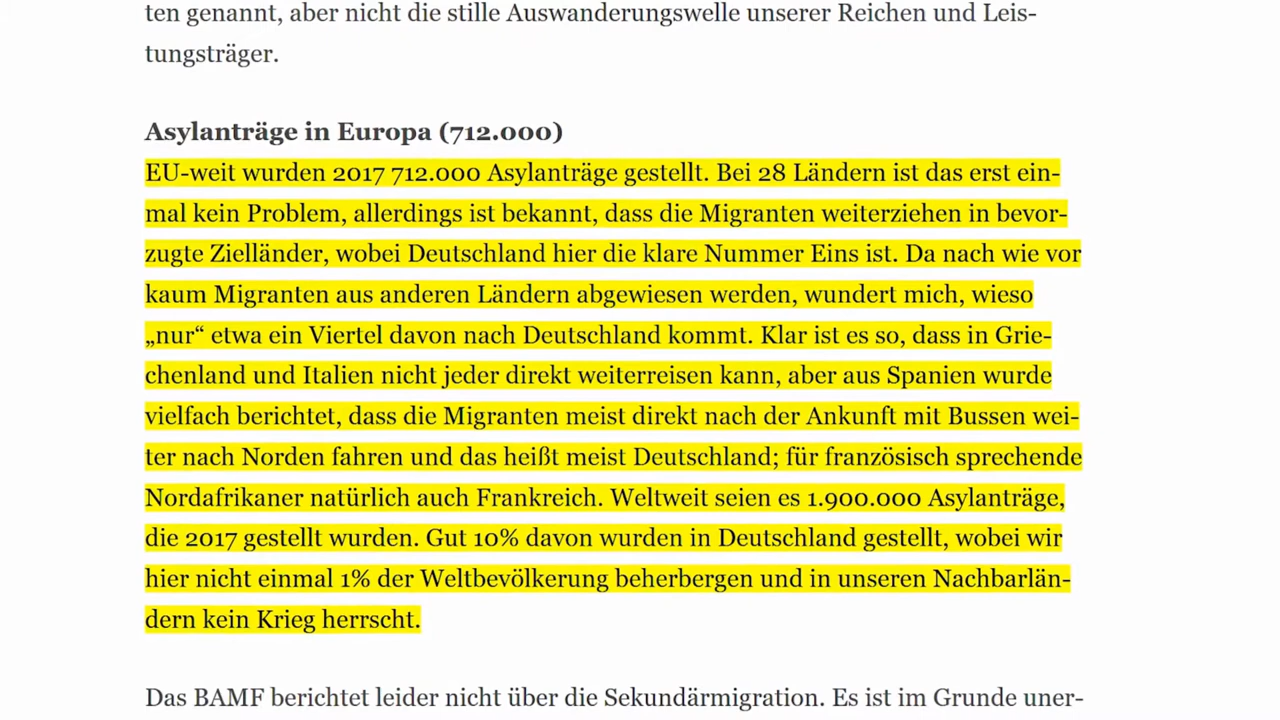 ten genannt, aber nicht die stille Auswanderungswelle unserer Reichen und Leis-
tungsträger.
Asylanträge in Europa (712.000)
EU-weit wurden 2017 712.000 Asylanträge gestellt. Bei 28 Ländern ist das erst ein-
mal kein Problem, allerdings ist bekannt, dass die Migranten weiterziehen in bevor-
zugte Zielländer, wobei Deutschland hier die klare Nummer Eins ist. Da nach wie vor
kaum Migranten aus anderen Ländern abgewiesen werden, wundert mich, wieso
„nur“ etwa ein Viertel davon nach Deutschland kommt. Klar ist es so, dass in Grie-
chenland und Italien nicht jeder direkt weiterreisen kann, aber aus Spanien wurde
vielfach berichtet, dass die Migranten meist direkt nach der Ankunft mit Bussen wei-
ter nach Norden fahren und das heißt meist Deutschland; für französisch sprechende
Nordafrikaner natürlich auch Frankreich. Weltweit seien es 1.900.000 Asylanträge,
die 2017 gestellt wurden. Gut 10% davon wurden in Deutschland gestellt, wobei wir
hier nicht einmal 1% der Weltbevölkerung beherbergen und in unseren Nachbarlän-
dern kein Krieg herrscht.
Das BAMF berichtet leider nicht über die Sekundärmigration. Es ist im Grunde uner-